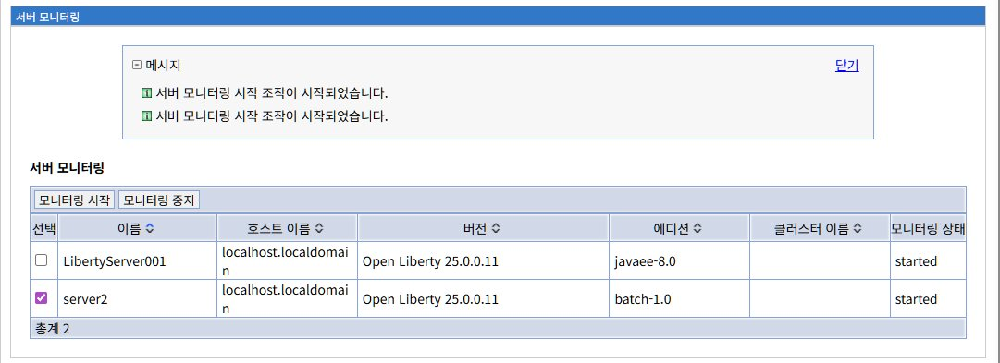 서버 모니터링
메시지 닫기
서버 모니터링 시작 조작이 시작되었습니다.
서버 모니터링 시작 조작이 시작되었습니다.
서버 모니터링
모니터링 시작 모니터링 중지
선택 이름 호스트 이름 버전 에디션 클러스터 이름 모니터링 상태
LibertyServer001 localhost.localdomai
n Open Liberty 25.0.0.11 javaee-8.0 started
server2 localhost.localdomai
n Open Liberty 25.0.0.11 batch-1.0 started
총계 2